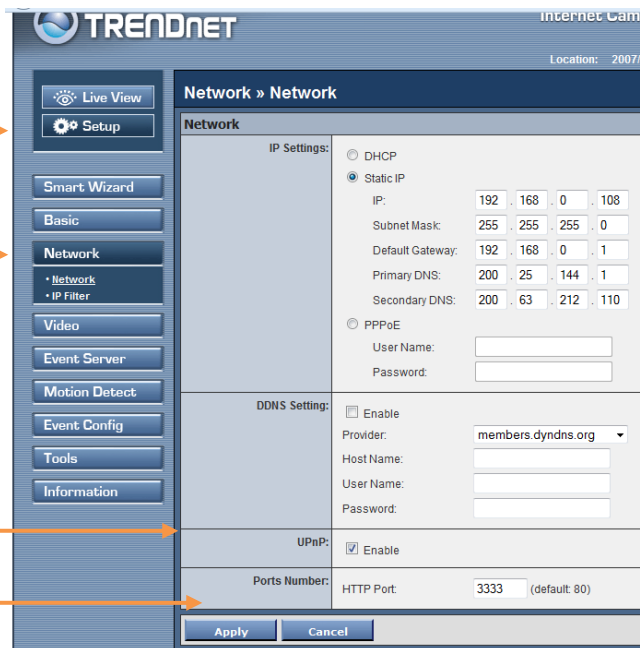 TRENDNET
Internet Cam
Location: 2007/
Live View
Setup
Smart Wizard
Basic
Network
• Network
• IP Filter
Video
Event Server
Motion Detect
Event Config
Tools
Information
Network » Network
Network
IP Settings:
DHCP
Static IP
IP: 192 . 168 . 0 . 108
Subnet Mask: 255 . 255 . 255 . 0
Default Gateway: 192 . 168 . 0 . 1
Primary DNS: 200 . 25 . 144 . 1
Secondary DNS: 200 . 63 . 212 . 110
PPPoE
User Name:
Password:
DDNS Setting:
Enable
Provider: members.dyndns.org
Host Name:
User Name:
Password:
UPnP: Enable
Ports Number:
HTTP Port: 3333 (default: 80)
Apply Cancel